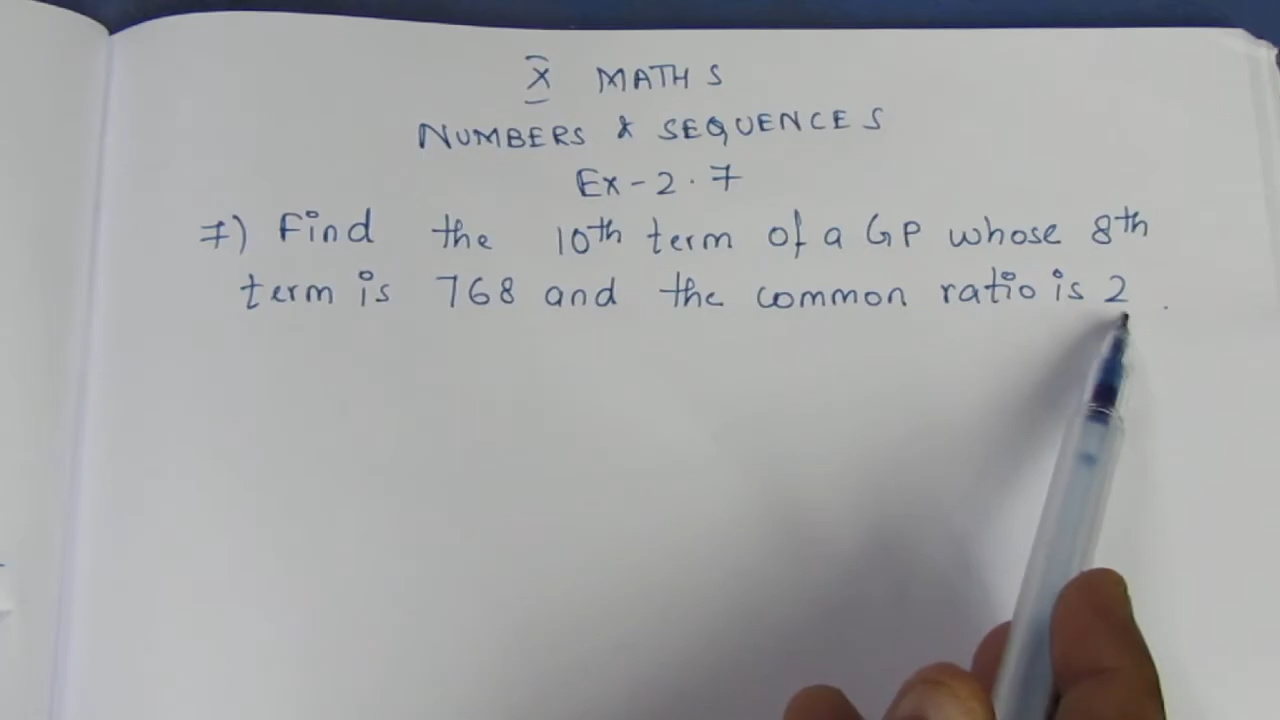 X MATHS
NUMBERS & SEQUENCES
Ex-2.7
7) Find the 10th term of a GP whose 8th
term is 768 and the common ratio is 2.